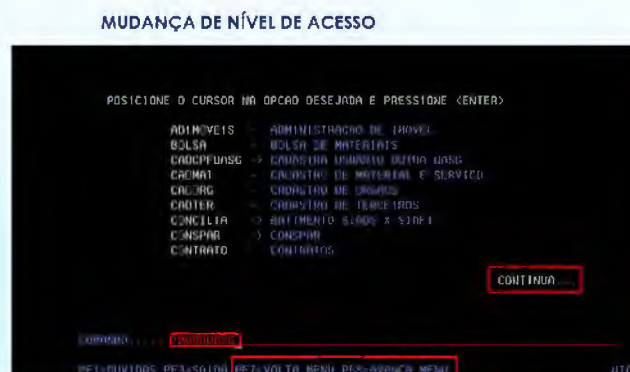 MUDANÇA DE NÍVEL DE ACESSO
POSICIONE O CURSOR NA OPCAO DESEJADA E PRESSIONE <ENTER>
ADIMOVEIS - ADMINISTRACAO DE IMOVEL
BOLSA - BOLSA DE MATERIAIS
CADCPFUASG -> CADASTRA USUARIO OUTRA UASG
CADMAT - CADASTRO DE MATERIAL E SERVICO
CADORG - CADASTRO DE ORGAOS
CADTER - CADASTRO DE TERCEIROS
CONCILIA -> BATIMENTO SIADS X SIAFI
CONSPAR -> CONSPAR
CONTRATO - CONTRATOS
CONTINUA...
COMANDO.....
PF1=DUVIDAS PF3=SAIDA PF7=VOLTA MENU PF8=AVANCA MENU